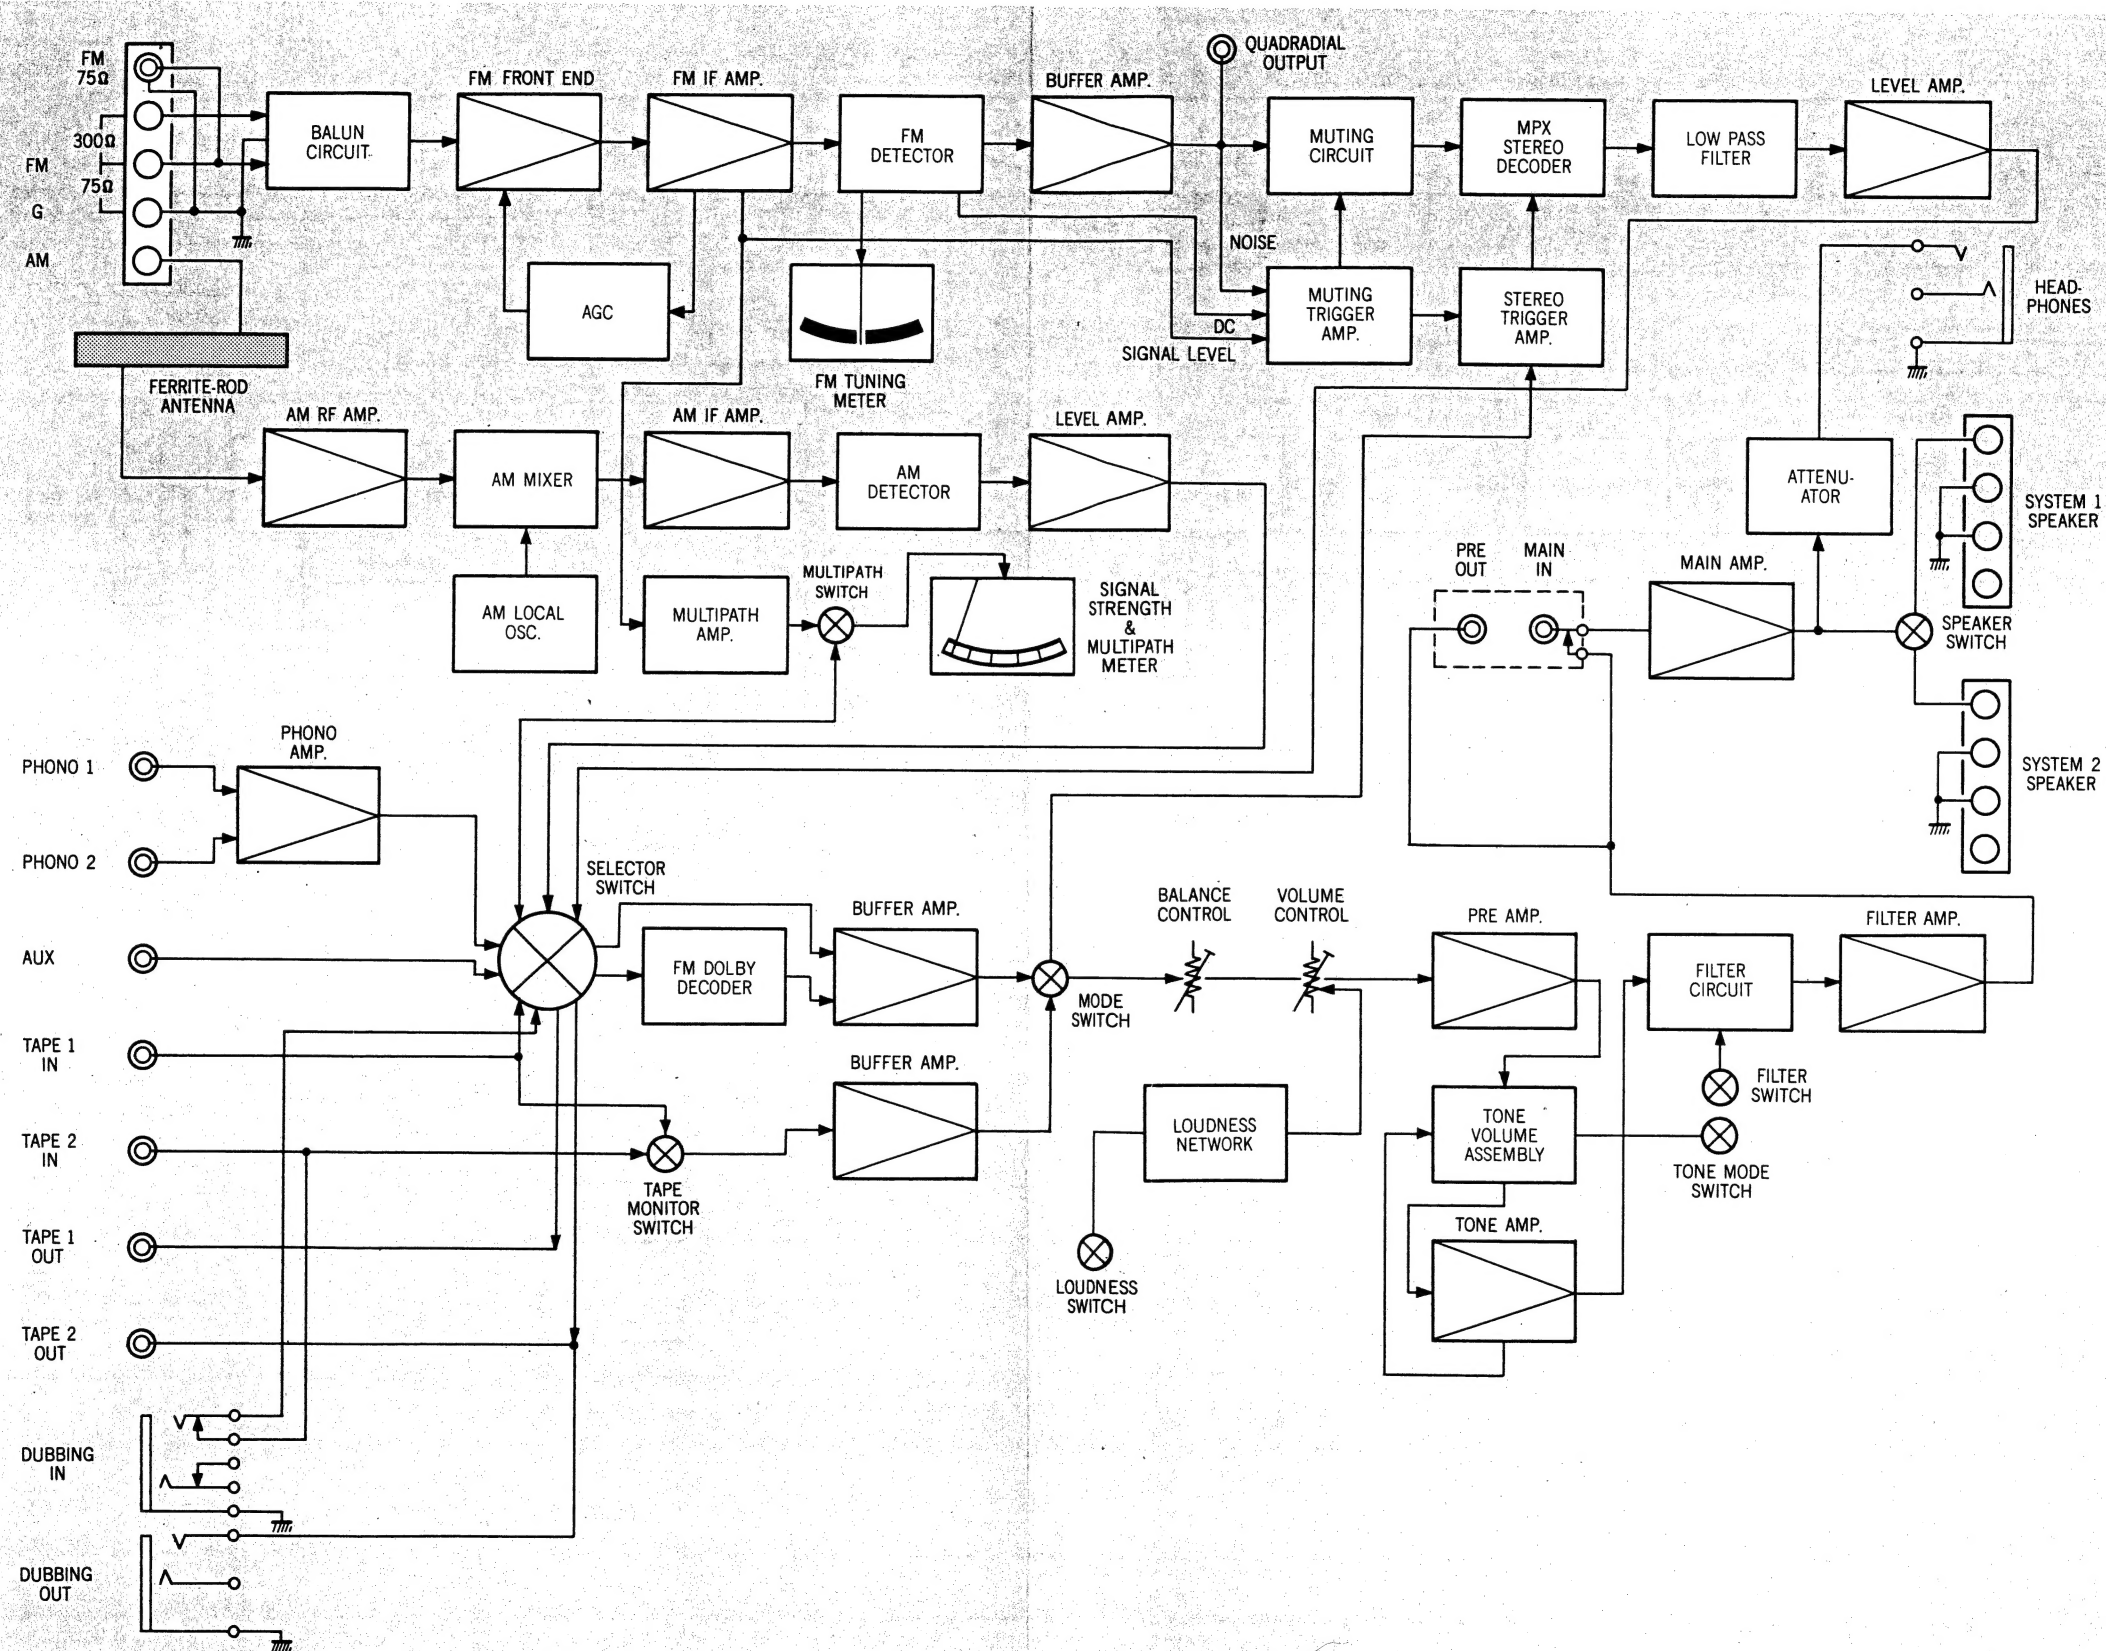 FM
75Ω
300Ω
FM
75Ω
G
AM
BALUN
CIRCUIT
FM FRONT END
FM IF AMP.
FM
DETECTOR
BUFFER AMP.
QUADRADIAL
OUTPUT
MUTING
CIRCUIT
MPX
STEREO
DECODER
LOW PASS
FILTER
LEVEL AMP.
AGC
FM TUNING
METER
NOISE
DC
SIGNAL LEVEL
MUTING
TRIGGER
AMP.
STEREO
TRIGGER
AMP.
HEAD-
PHONES
FERRITE-ROD
ANTENNA
AM RF AMP.
AM MIXER
AM IF AMP.
AM
DETECTOR
LEVEL AMP.
ATTENU-
ATOR
SYSTEM 1
SPEAKER
AM LOCAL
OSC.
MULTIPATH
AMP.
MULTIPATH
SWITCH
SIGNAL
STRENGTH
&
MULTIPATH
METER
PRE
OUT
MAIN
IN
MAIN AMP.
SPEAKER
SWITCH
SYSTEM 2
SPEAKER
PHONO 1
PHONO
AMP.
PHONO 2
SELECTOR
SWITCH
AUX
FM DOLBY
DECODER
BUFFER AMP.
MODE
SWITCH
BALANCE
CONTROL
VOLUME
CONTROL
PRE AMP.
FILTER
CIRCUIT
FILTER AMP.
TAPE 1
IN
BUFFER AMP.
FILTER
SWITCH
TAPE 2
IN
TAPE
MONITOR
SWITCH
LOUDNESS
NETWORK
TONE
VOLUME
ASSEMBLY
TONE MODE
SWITCH
TAPE 1
OUT
LOUDNESS
SWITCH
TONE AMP.
TAPE 2
OUT
DUBBING
IN
DUBBING
OUT